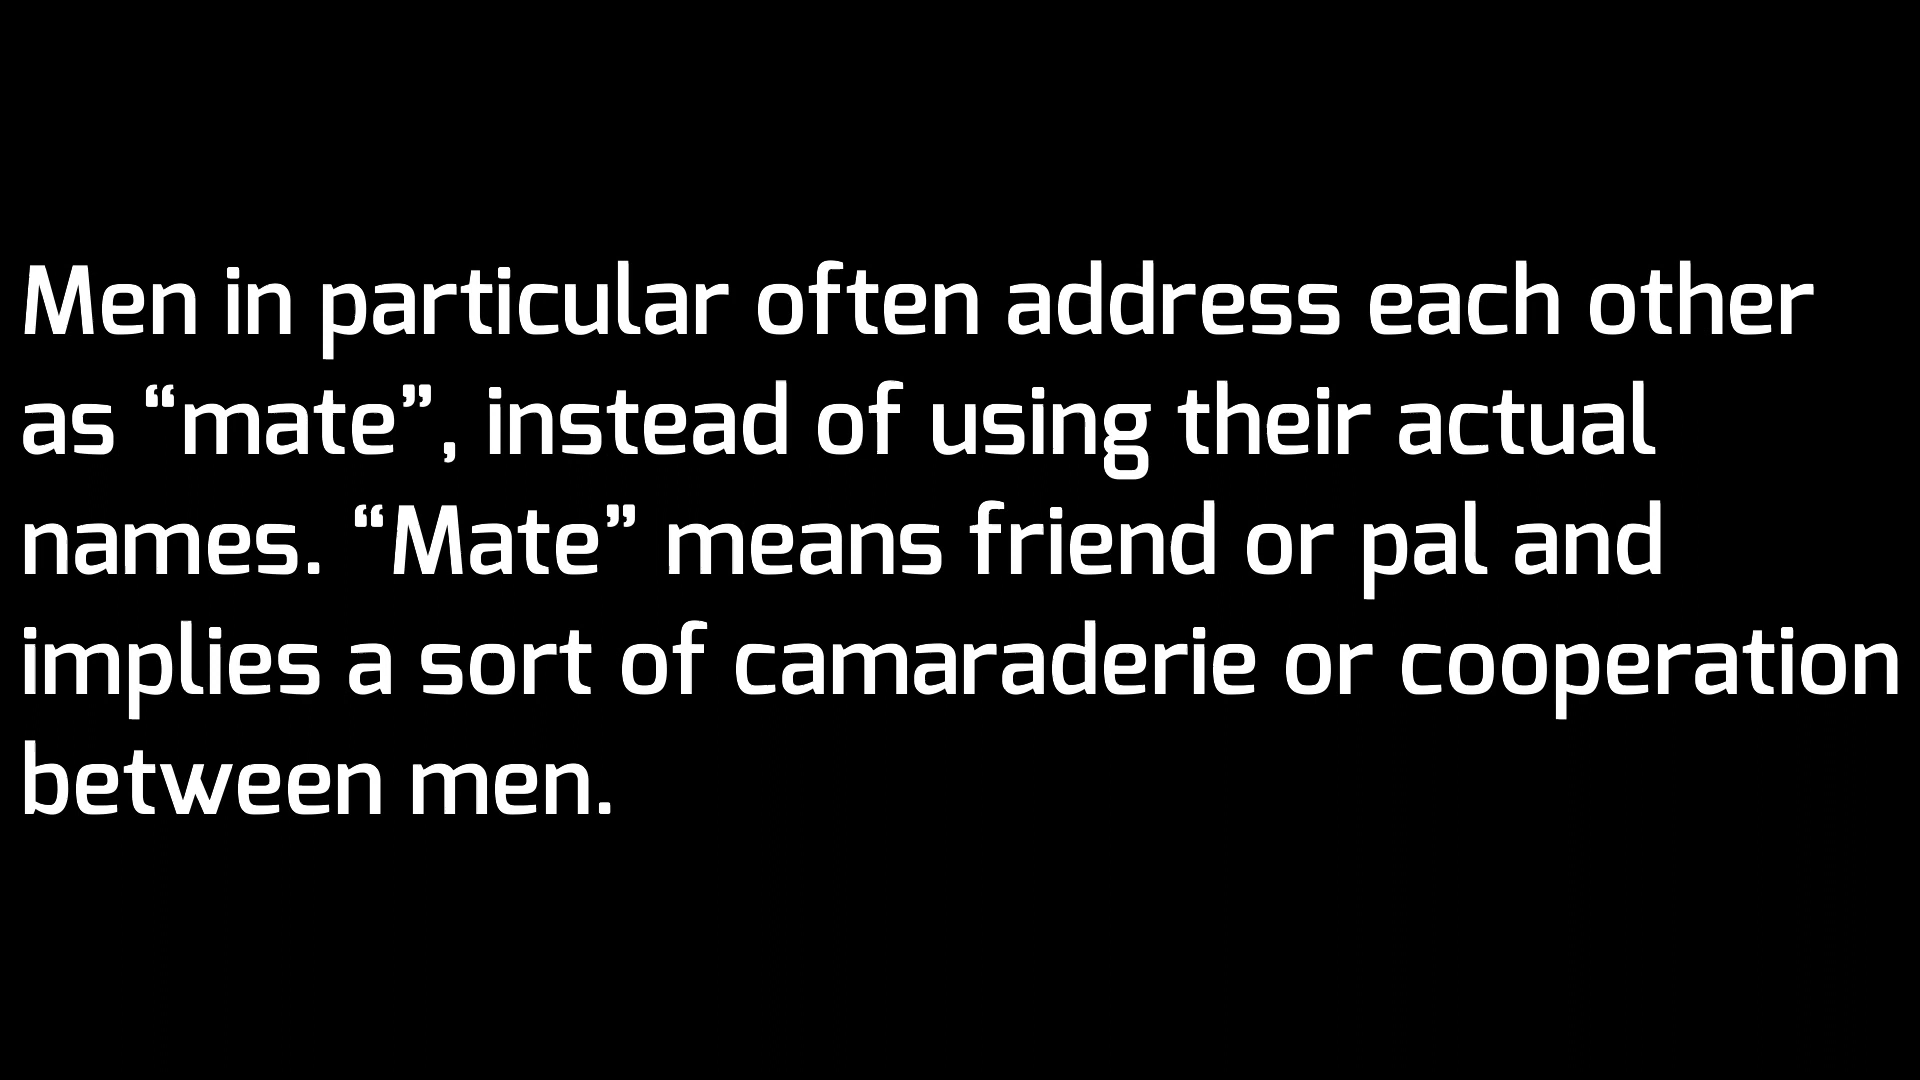 Men in particular often address each other
as “mate”, instead of using their actual
names. “Mate” means friend or pal and
implies a sort of camaraderie or cooperation
between men.